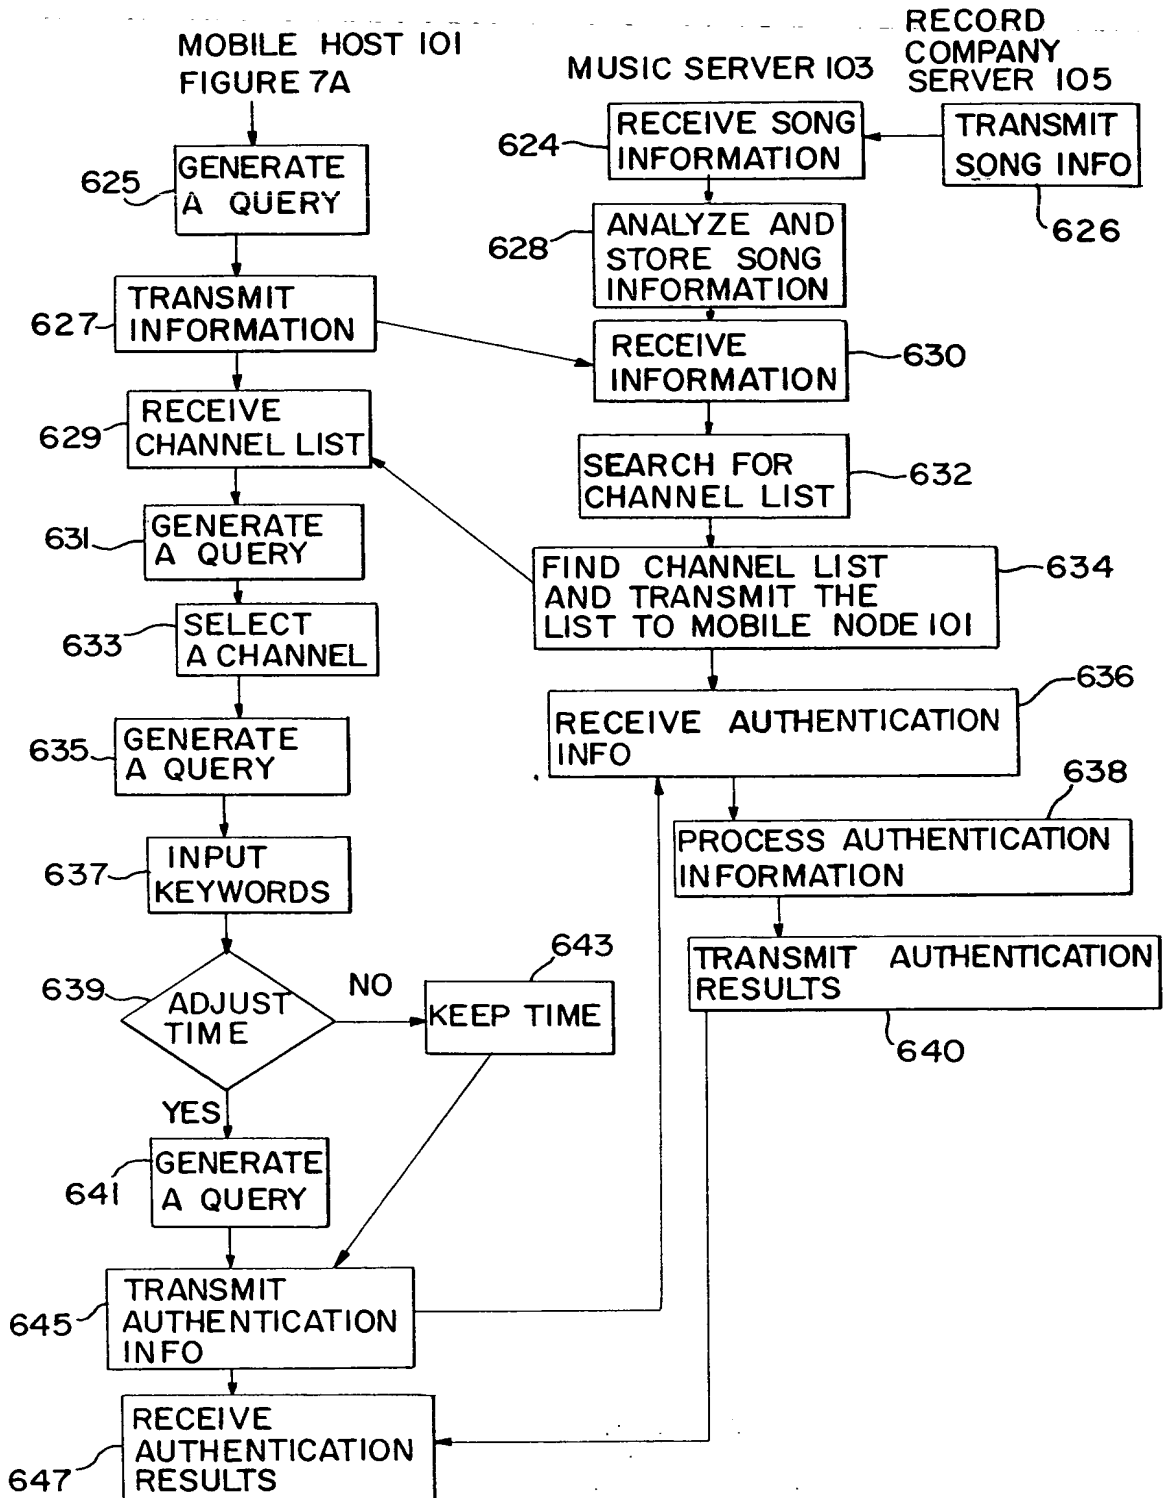 MOBILE HOST 101
FIGURE 7A
MUSIC SERVER 103
RECORD
COMPANY
SERVER 105
625
GENERATE
A QUERY
627
TRANSMIT
INFORMATION
629
RECEIVE
CHANNEL LIST
631
GENERATE
A QUERY
633
SELECT
A CHANNEL
635
GENERATE
A QUERY
637
INPUT
KEYWORDS
639
ADJUST
TIME
NO
643
KEEP TIME
YES
641
GENERATE
A QUERY
645
TRANSMIT
AUTHENTICATION
INFO
647
RECEIVE
AUTHENTICATION
RESULTS
624
RECEIVE SONG
INFORMATION
TRANSMIT
SONG INFO
626
628
ANALYZE AND
STORE SONG
INFORMATION
RECEIVE
INFORMATION
630
SEARCH FOR
CHANNEL LIST
632
FIND CHANNEL LIST
AND TRANSMIT THE
LIST TO MOBILE NODE 101
634
RECEIVE AUTHENTICATION
INFO
636
PROCESS AUTHENTICATION
INFORMATION
638
TRANSMIT AUTHENTICATION
RESULTS
640